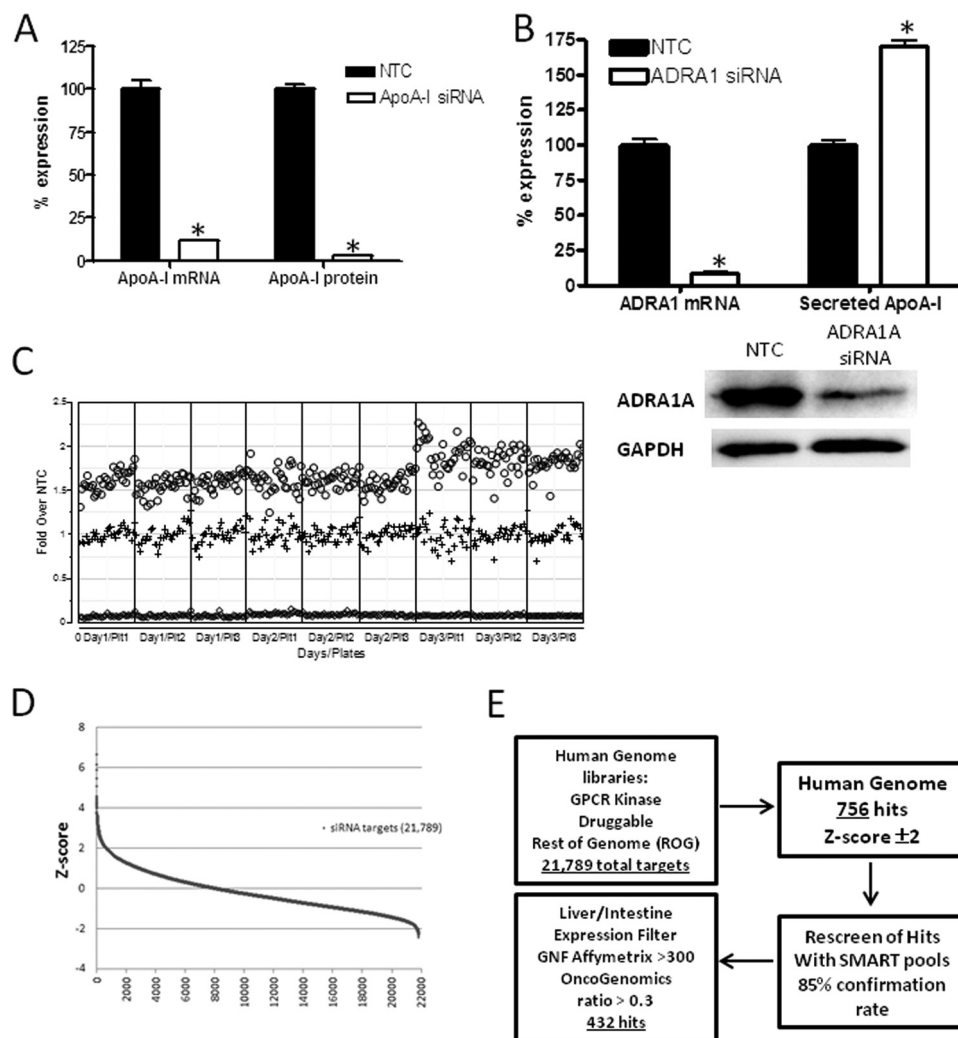 A
125
100
75
50
25
0
% expression
NTC
ApoA-I siRNA
*
*
ApoA-I mRNA
ApoA-I protein
B
175
150
125
100
75
50
25
0
% expression
NTC
ADRA1 siRNA
*
*
ADRA1 mRNA
Secreted ApoA-I
NTC
ADRA1A
siRNA
ADRA1A
GAPDH
C
2.5
2
1.5
1
0.5
0
Fold Over NTC
Day1/Plt1
Day1/Plt2
Day1/Plt3
Day2/Plt1
Day2/Plt2
Day2/Plt3
Day3/Plt1
Day3/Plt2
Day3/Plt3
Days/Plates
D
8
6
4
2
0
-2
-4
Z-score
siRNA targets (21,789)
0
2000
4000
6000
8000
10000
12000
14000
16000
18000
20000
22000
E
Human Genome
libraries:
GPCR Kinase
Druggable
Rest of Genome (ROG)
21,789 total targets
Human Genome
756 hits
Z-score ±2
Liver/Intestine
Expression Filter
GNF Affymetrix >300
OncoGenomics
ratio > 0.3
432 hits
Rescreen of Hits
With SMART pools
85% confirmation
rate